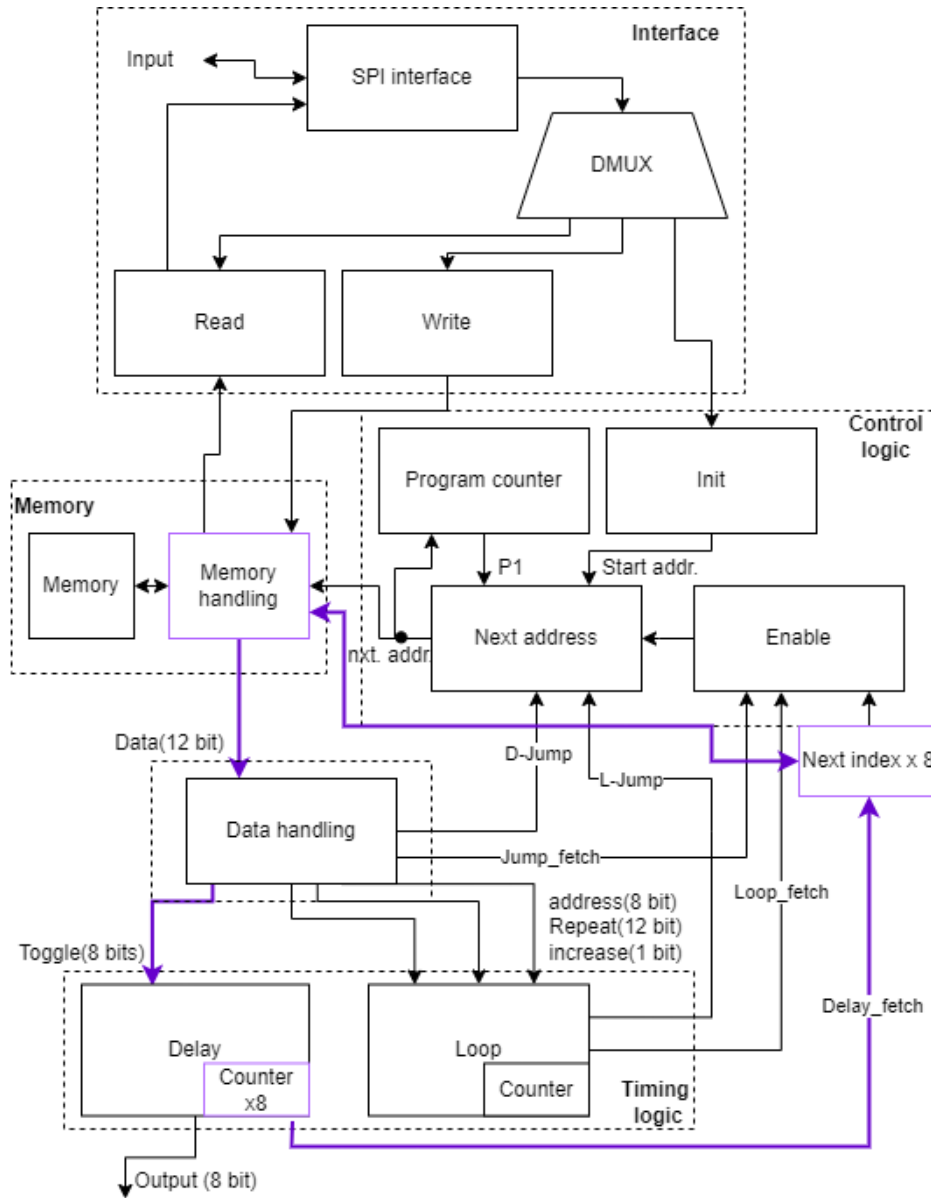 Interface
Input
SPI interface
DMUX
Read
Write
Control
logic
Program counter
Init
Memory
Memory
Memory
handling
P1
Start addr.
Next address
Enable
nxt. addr.
Data(12 bit)
D-Jump
L-Jump
Next index x 8
Data handling
Jump_fetch
Loop_fetch
address(8 bit)
Repeat(12 bit)
increase(1 bit)
Toggle(8 bits)
Delay_fetch
Delay
Counter
x8
Loop
Counter
Timing
logic
Output (8 bit)